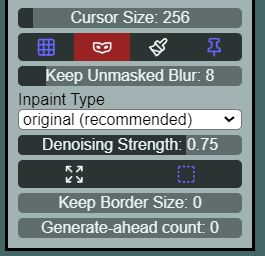 Cursor Size: 256
Keep Unmasked Blur: 8
Inpaint Type
original (recommended)
Denoising Strength: 0.75
Keep Border Size: 0
Generate-ahead count: 0